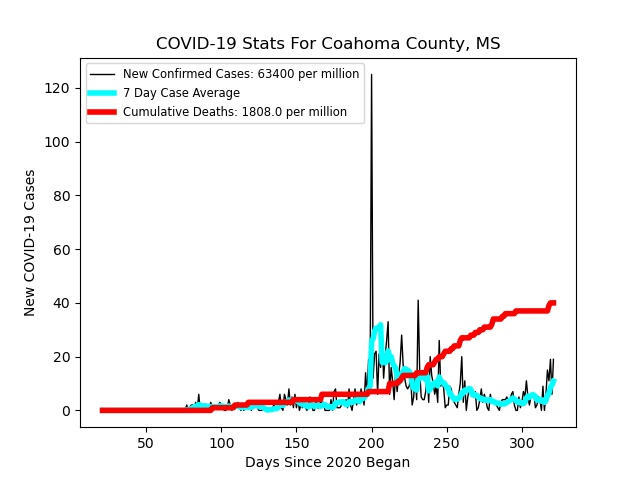 COVID-19 Stats For Coahoma County, MS
New Confirmed Cases: 63400 per million
7 Day Case Average
Cumulative Deaths: 1808.0 per million
New COVID-19 Cases
120
100
80
60
40
20
0
50
100
150
200
250
300
Days Since 2020 Began